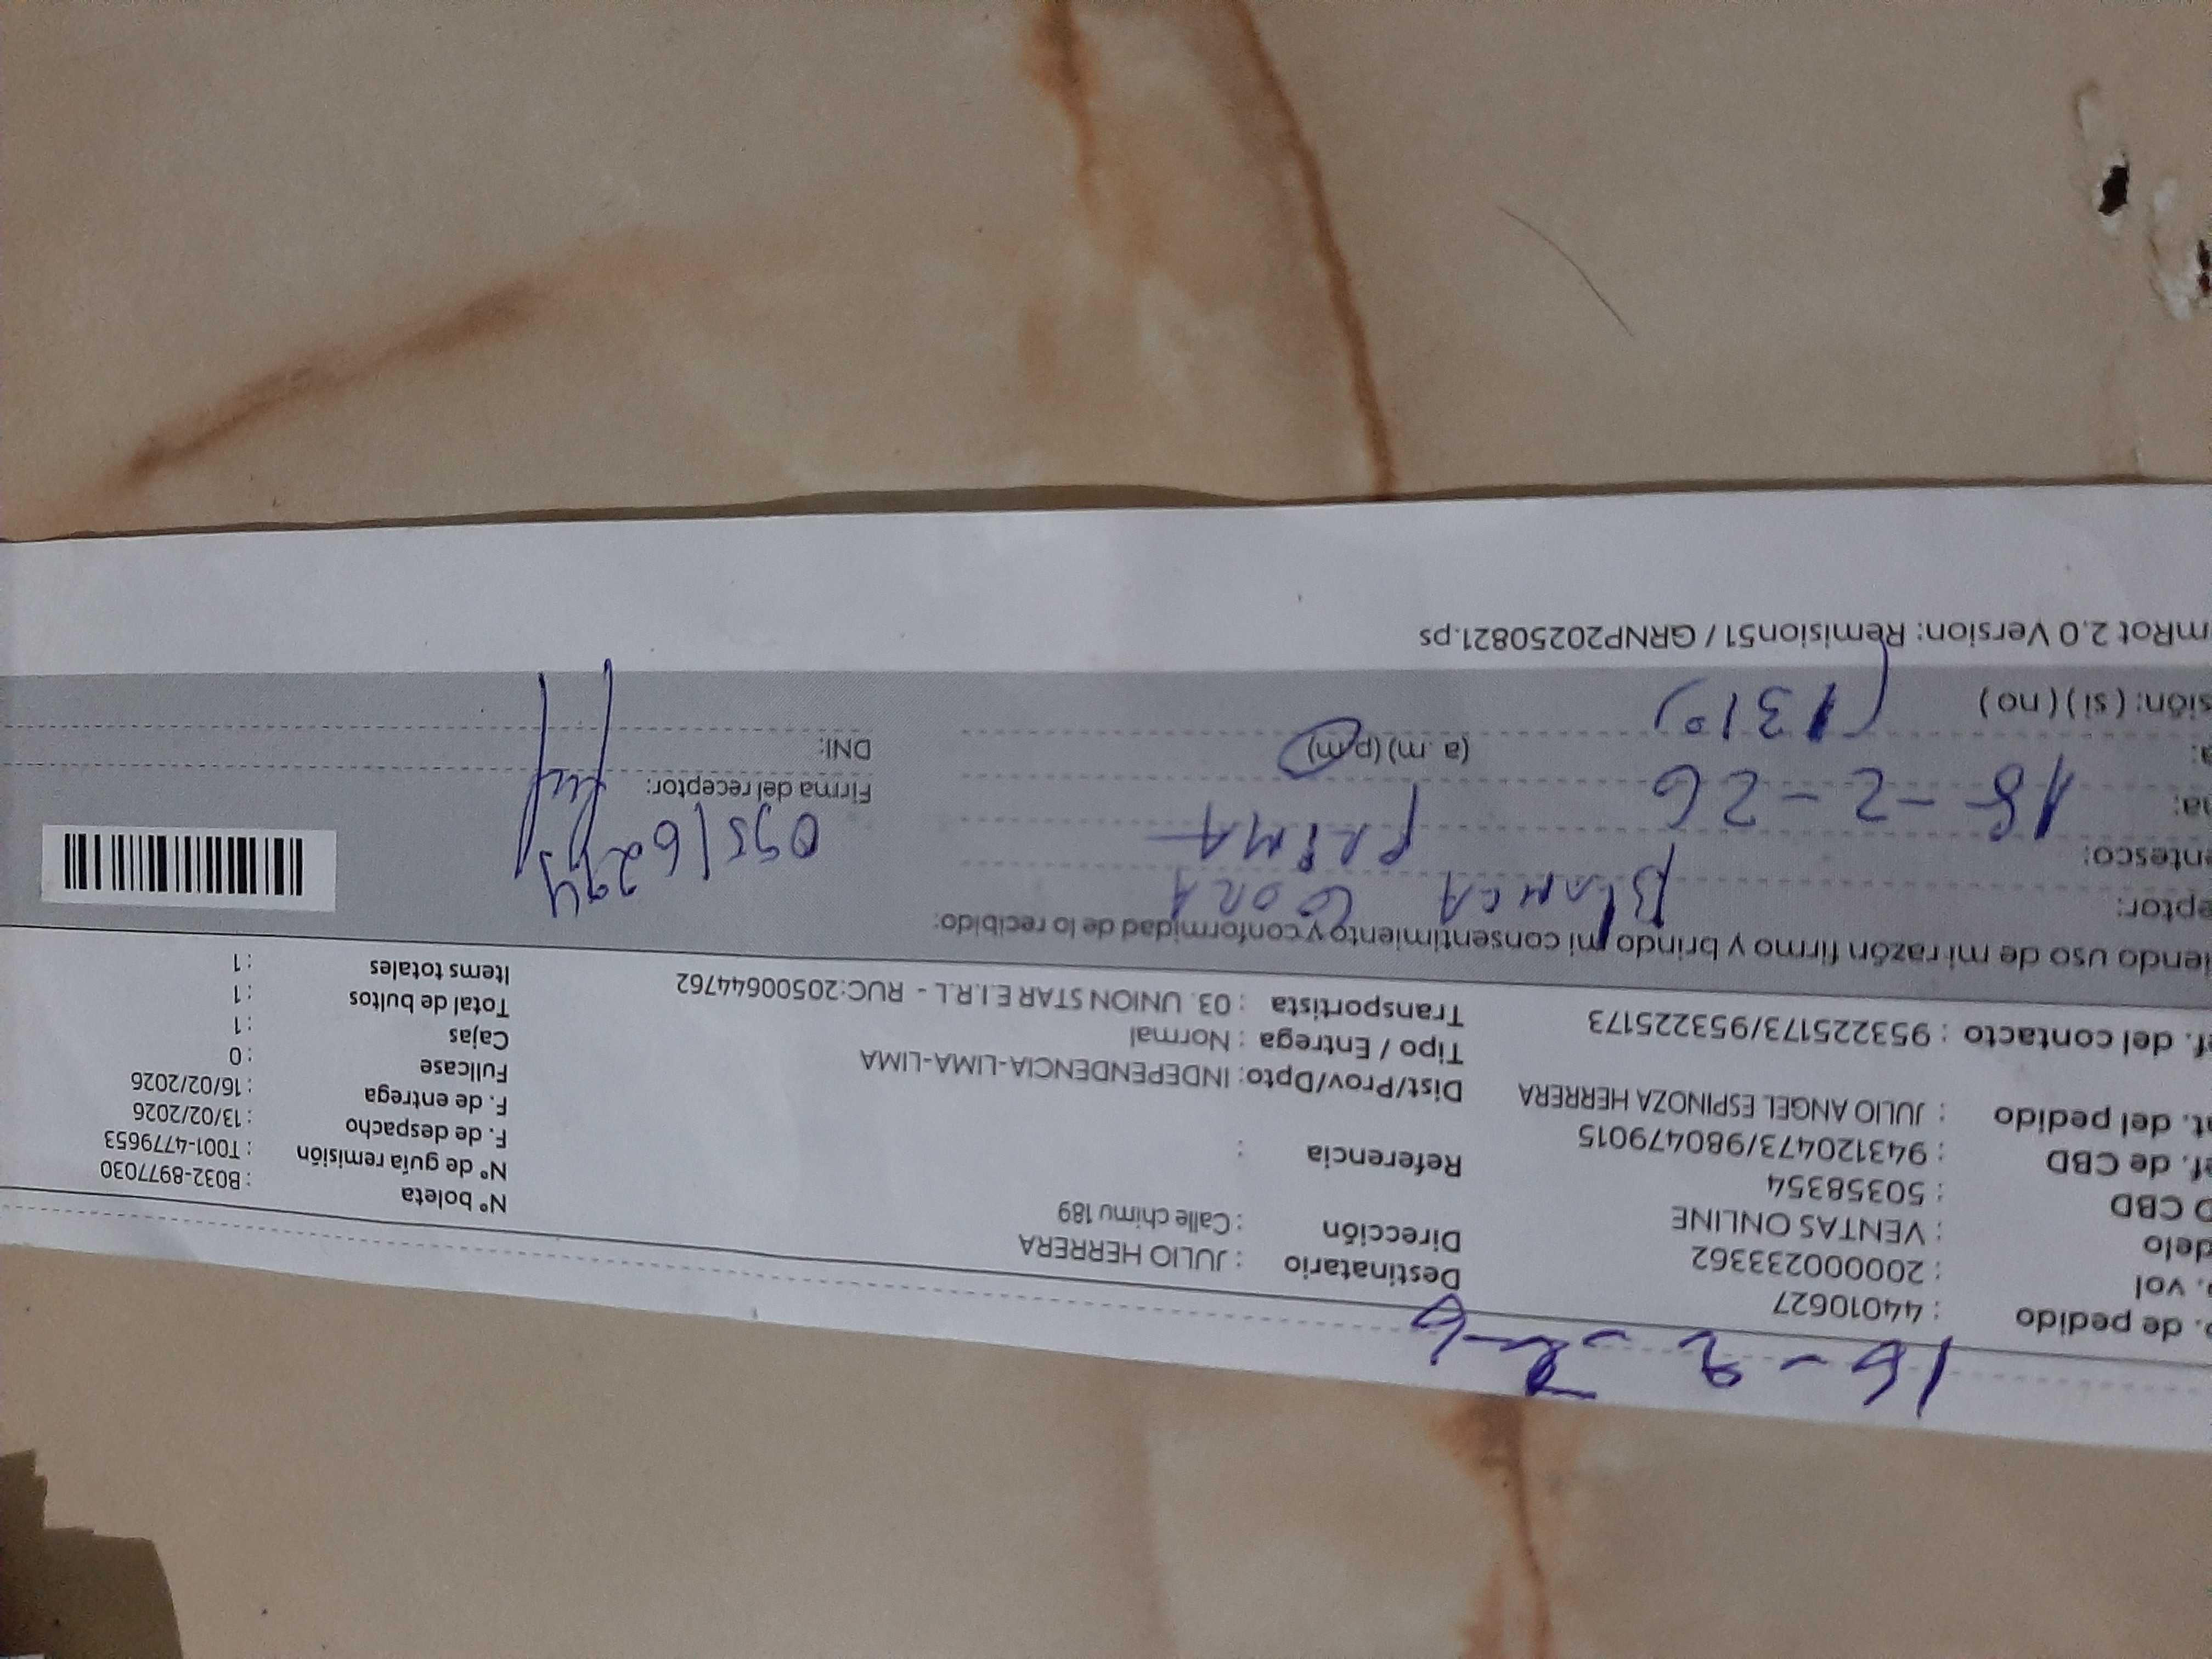 16-2-26
. de pedido : 44010627
. vol : 200000233362
delo : VENTAS ONLINE
D CBD : 50358354
ef. de CBD : 943120473/980479015
t. del pedido : JULIO ANGEL ESPINOZA HERRERA
ef. del contacto : 953225173/953225173
Destinatario : JULIO HERRERA
Dirección : Calle chimu 189
Referencia :
Dist/Prov/Dpto: INDEPENDENCIA-LIMA-LIMA
Tipo / Entrega : Normal
Transportista : 03. UNION STAR E.I.R.L - RUC:20500644762
Nº boleta : B032-8977030
Nº de guía remisión : T001-4779653
F. de despacho : 13/02/2026
F. de entrega : 16/02/2026
Fullcase : 0
Cajas : 1
Total de bultos : 1
Items totales : 1
iendo uso de mi razón firmo y brindo mi consentimiento y conformidad de lo recibido:
eptor: BLANCA
entesco: PRIMA
ha: 18-2-26
a: (1310) (a. m) (p.m)
sión: ( si ) ( no )
Firma del receptor:
DNI:
mRot 2.0 Version: Remision51 / GRNP20250821.ps